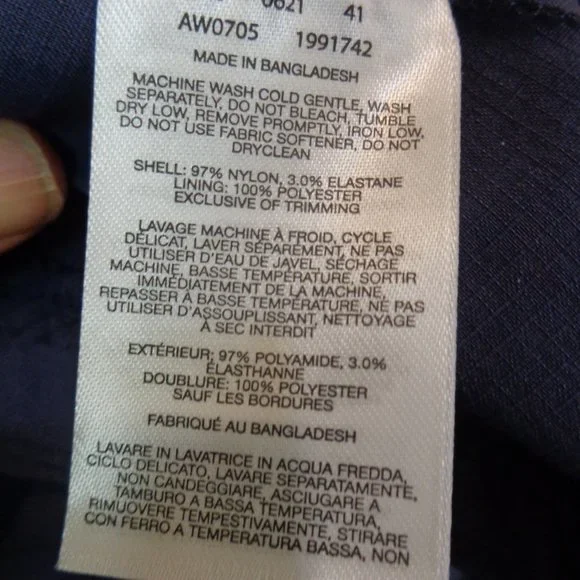 0621 41
AW0705 1991742
MADE IN BANGLADESH
MACHINE WASH COLD GENTLE, WASH
SEPARATELY, DO NOT BLEACH, TUMBLE
DRY LOW, REMOVE PROMPTLY, IRON LOW,
DO NOT USE FABRIC SOFTENER, DO NOT
DRYCLEAN
SHELL: 97% NYLON, 3.0% ELASTANE
LINING: 100% POLYESTER
EXCLUSIVE OF TRIMMING
LAVAGE MACHINE À FROID, CYCLE
DÉLICAT, LAVER SÉPAREMENT, NE PAS
UTILISER D'EAU DE JAVEL, SÉCHAGE
MACHINE, BASSE TEMPÉRATURE, SORTIR
IMMÉDIATEMENT DE LA MACHINE,
REPASSER À BASSE TEMPÉRATURE, NE PAS
UTILISER D'ASSOUPLISSANT, NETTOYAGE
À SEC INTERDIT
EXTÉRIEUR; 97% POLYAMIDE, 3.0%
ÉLASTHANNE
DOUBLURE: 100% POLYESTER
SAUF LES BORDURES
FABRIQUÉ AU BANGLADESH
LAVARE IN LAVATRICE IN ACQUA FREDDA,
CICLO DELICATO, LAVARE SEPARATAMENTE,
NON CANDEGGIARE, ASCIUGARE A
TAMBURO A BASSA TEMPERATURA,
RIMUOVERE TEMPESTIVAMENTE, STIRARE
CON FERRO A TEMPERATURA BASSA, NON